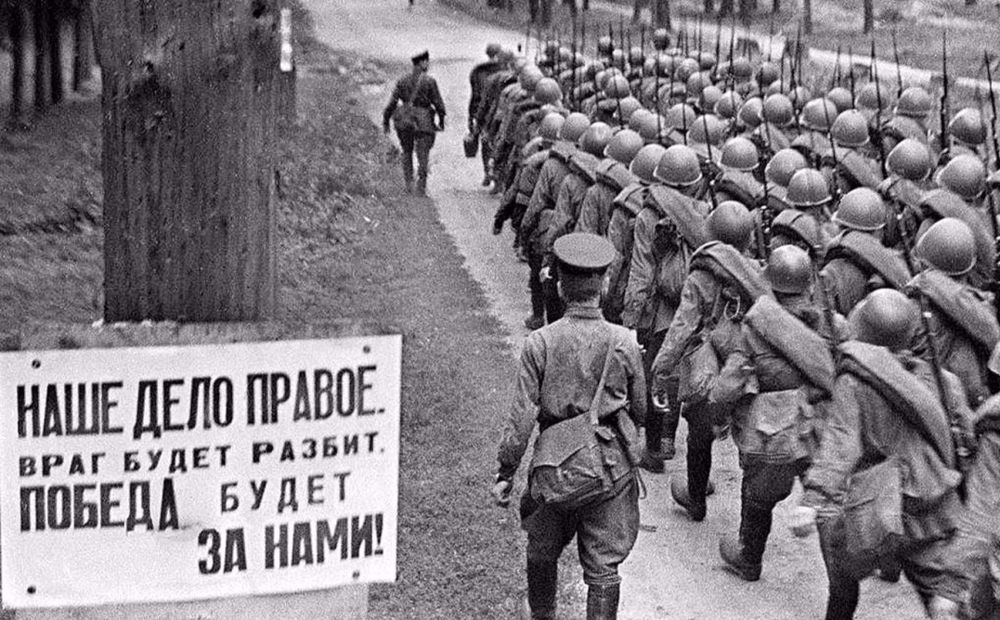 НАШЕ ДЕЛО ПРАВОЕ.
ВРАГ БУДЕТ РАЗБИТ.
ПОБЕДА БУДЕТ
ЗА НАМИ!